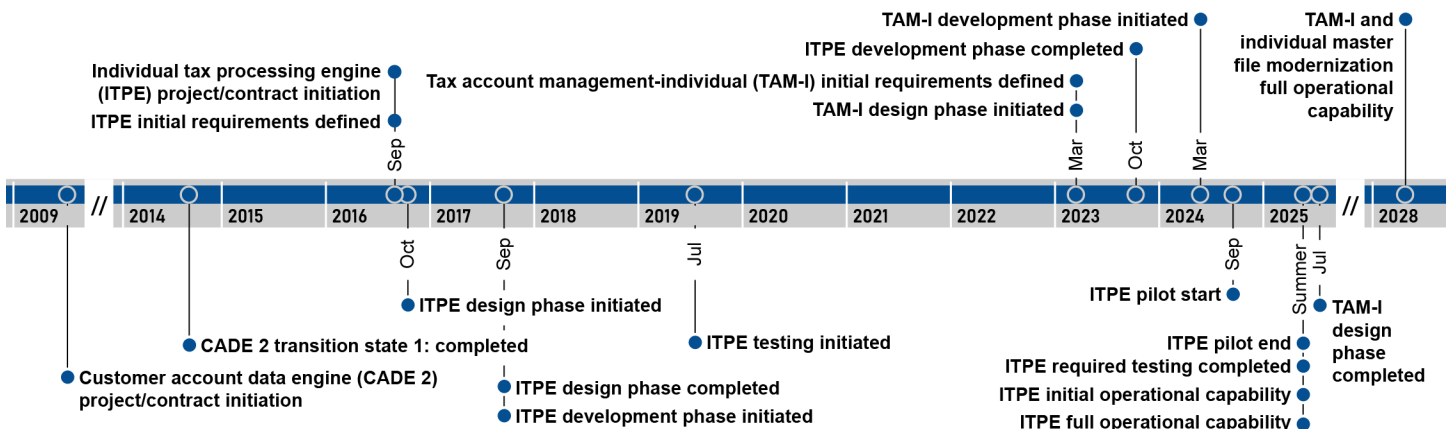 TAM-I development phase initiated
ITPE development phase completed
Tax account management-individual (TAM-I) initial requirements defined
TAM-I design phase initiated
TAM-I and
individual master
file modernization
full operational
capability
Individual tax processing engine
(ITPE) project/contract initiation
ITPE initial requirements defined
Sep
Mar
Oct
Mar
2009
//
2014
2015
2016
2017
2018
2019
2020
2021
2022
2023
2024
2025
//
2028
Oct
Sep
Jul
Sep
Summer
Jul
ITPE design phase initiated
CADE 2 transition state 1: completed
Customer account data engine (CADE 2)
project/contract initiation
ITPE design phase completed
ITPE development phase initiated
ITPE testing initiated
ITPE pilot start
ITPE pilot end
ITPE required testing completed
ITPE initial operational capability
ITPE full operational capability
TAM-I
design
phase
completed